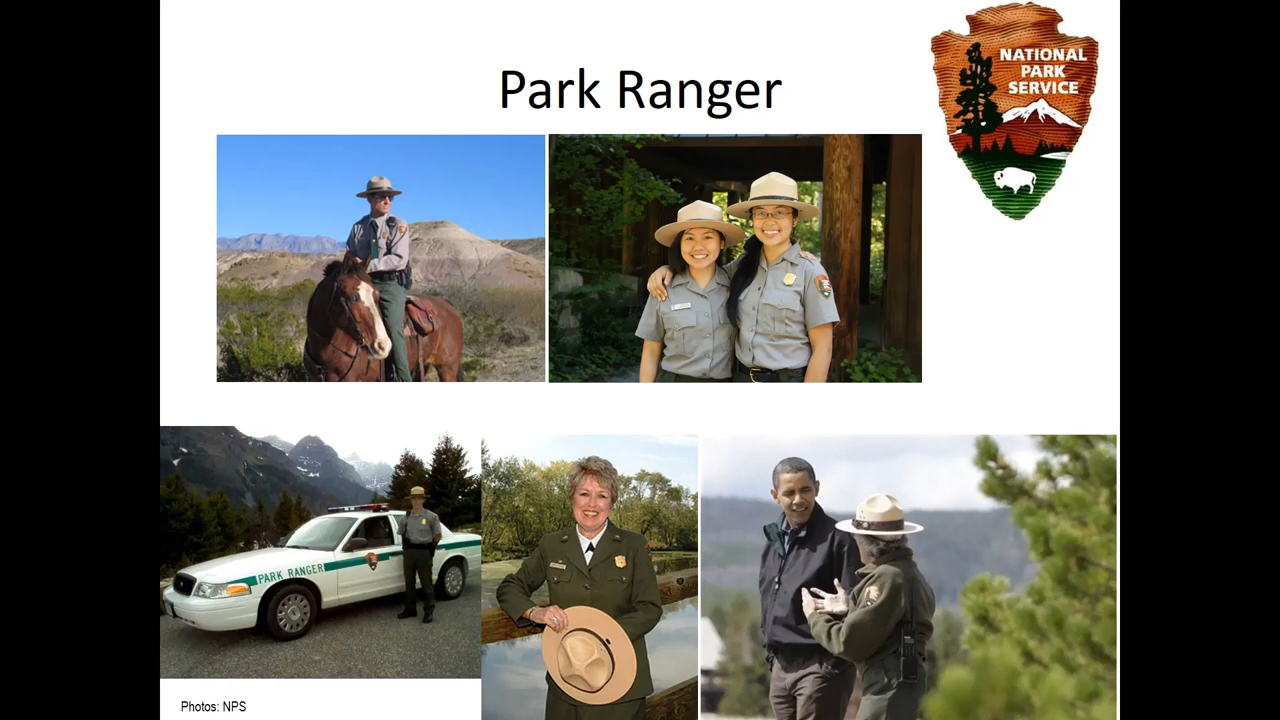 Park Ranger
NATIONAL
PARK
SERVICE
PARK RANGER
Photos: NPS